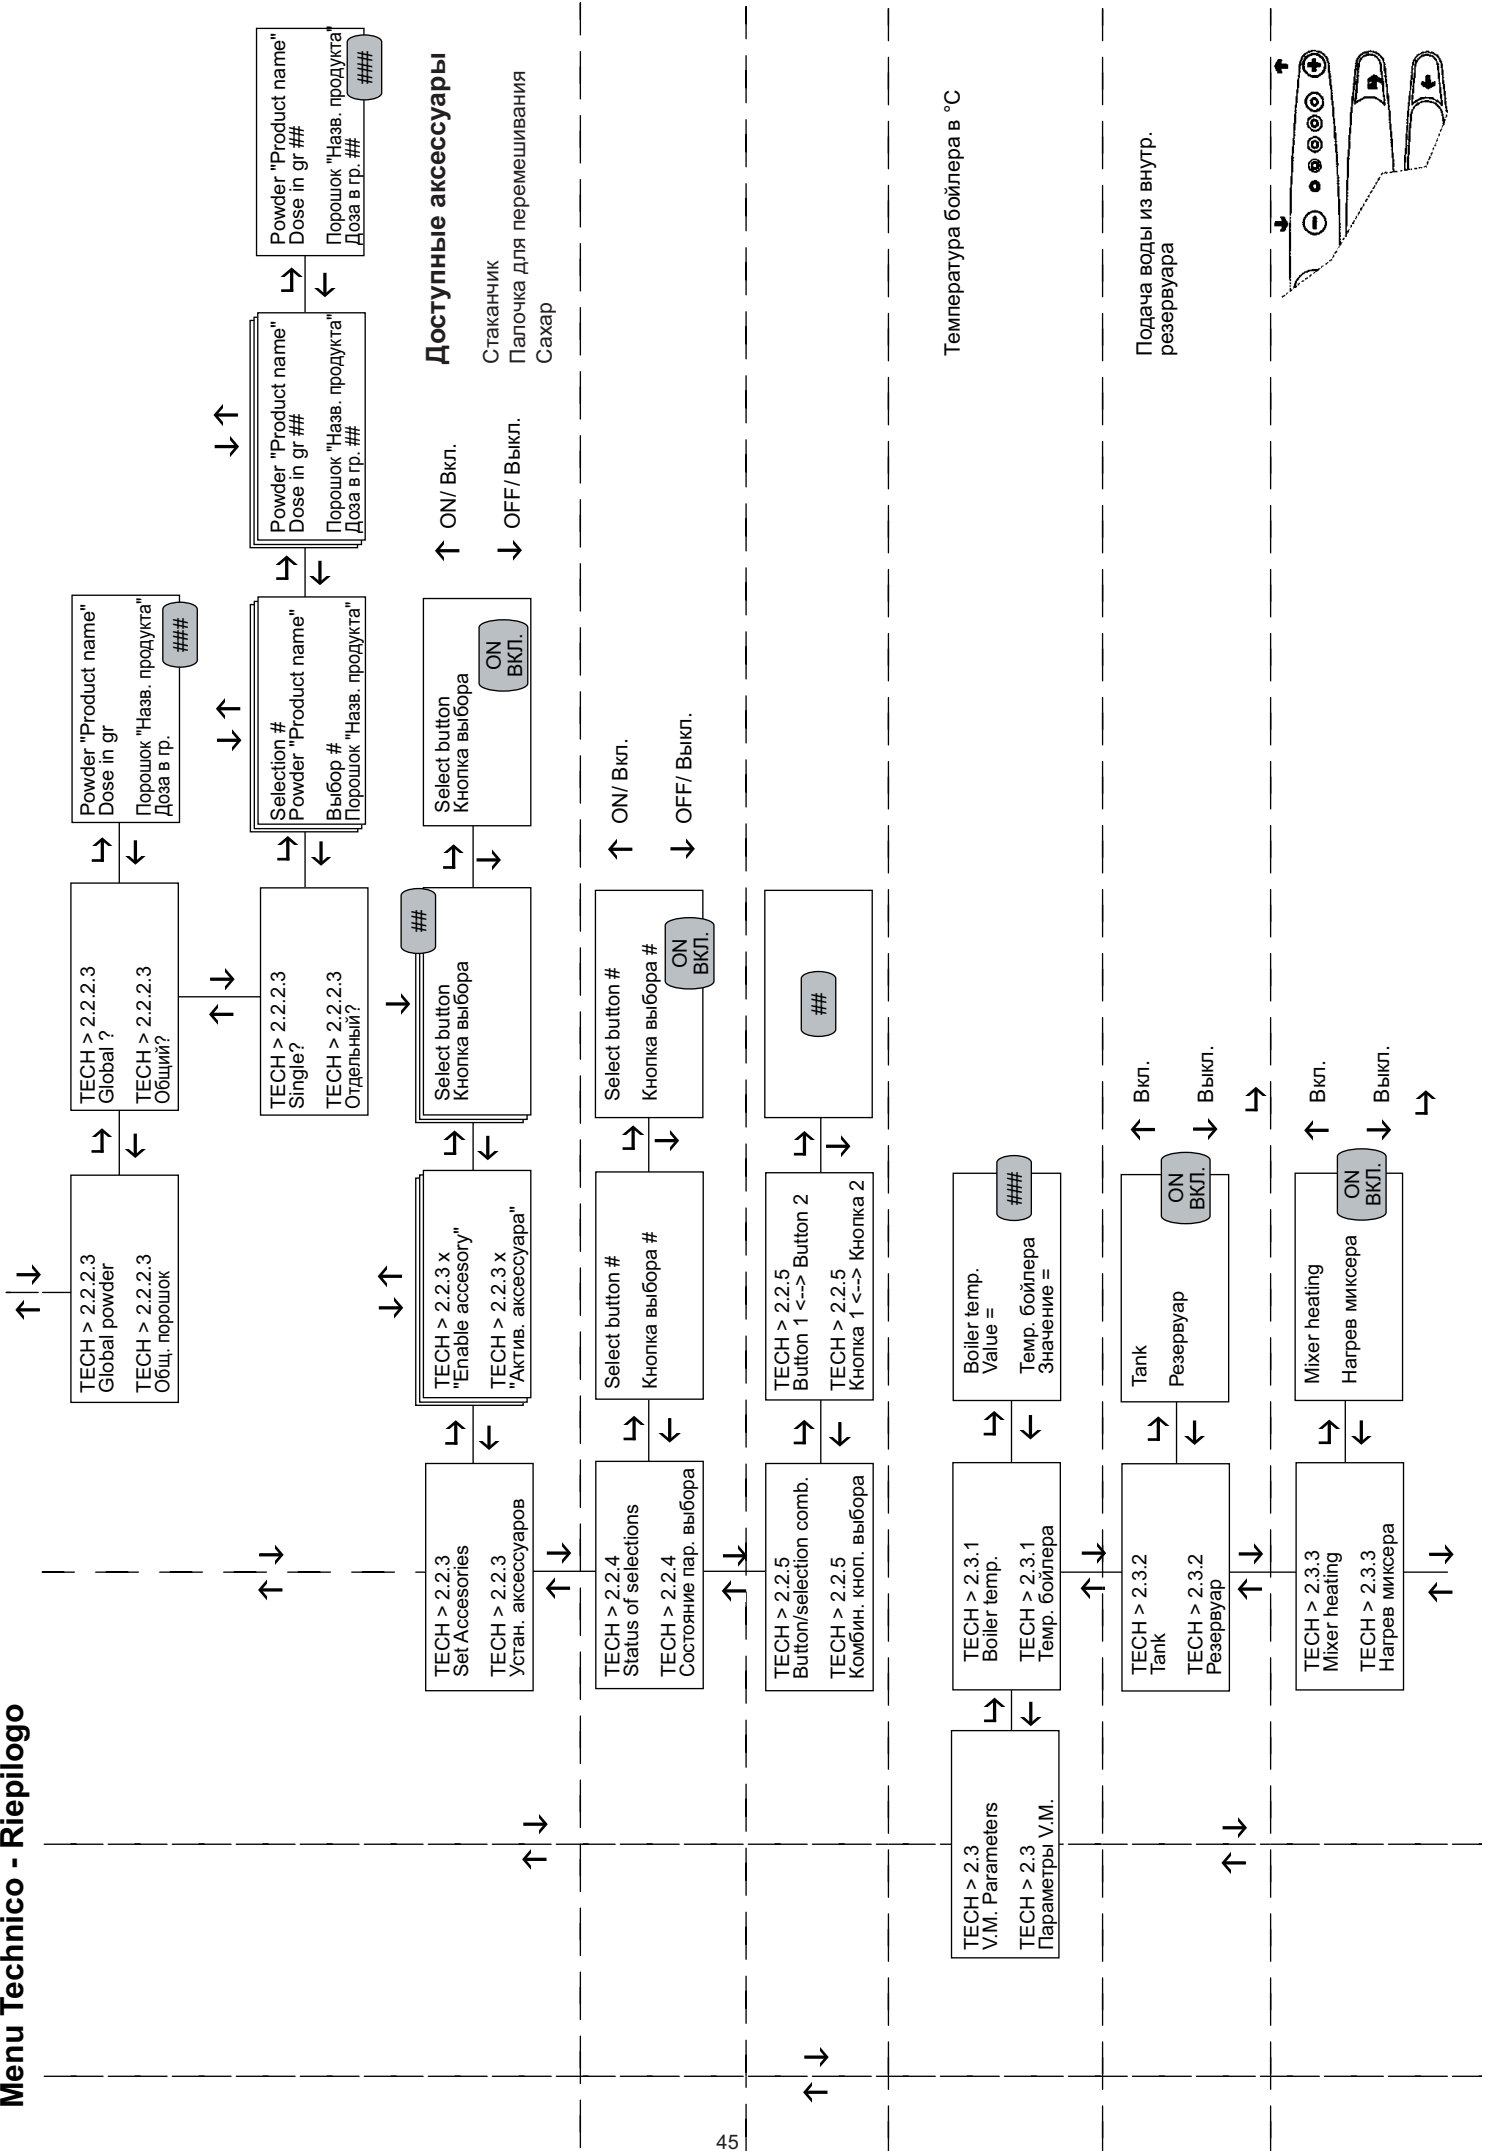 Menu Technico - Riepilogo
TECH > 2.2.2.3
Global powder
TECH > 2.2.2.3
Общ. порошок
TECH > 2.2.2.3
Global ?
TECH > 2.2.2.3
Общий?
Powder "Product name"
Dose in gr
Порошок "Назв. продукта"
Доза в гр.
###
TECH > 2.2.2.3
Single?
TECH > 2.2.2.3
Отдельный?
Selection #
Powder "Product name"
Выбор #
Порошок "Назв. продукта"
Powder "Product name"
Dose in gr ##
Порошок "Назв. продукта"
Доза в гр. ##
Powder "Product name"
Dose in gr ##
Порошок "Назв. продукта"
Доза в гр. ##
###
TECH > 2.2.3
Set Accesories
TECH > 2.2.3
Устан. аксессуаров
TECH > 2.2.3 x
"Enable accesory"
TECH > 2.2.3 x
"Актив. аксессуара"
##
Select button
Кнопка выбора
Select button
Кнопка выбора
ON
ВКЛ.
ON/ Вкл.
OFF/ Выкл.
Доступные аксессуары
Стаканчик
Палочка для перемешивания
Сахар
TECH > 2.2.4
Status of selections
TECH > 2.2.4
Состояние пар. выбора
Select button #
Кнопка выбора #
Select button #
Кнопка выбора #
ON
ВКЛ.
ON/ Вкл.
OFF/ Выкл.
TECH > 2.2.5
Button/selection comb.
TECH > 2.2.5
Комбин. кноп. выбора
TECH > 2.2.5
Button 1 <--> Button 2
TECH > 2.2.5
Кнопка 1 <--> Кнопка 2
##
TECH > 2.3
V.M. Parameters
TECH > 2.3
Параметры V.M.
TECH > 2.3.1
Boiler temp.
TECH > 2.3.1
Темр. бойлера
Boiler temp.
Value =
Темр. бойлера
Значение =
###
Температура бойлера в °C
TECH > 2.3.2
Tank
TECH > 2.3.2
Резервуар
Tank
Резервуар
ON
ВКЛ.
Вкл.
Выкл.
Подача воды из внутр.
резервуара
TECH > 2.3.3
Mixer heating
TECH > 2.3.3
Нагрев миксера
Mixer heating
Нагрев миксера
ON
ВКЛ.
Вкл.
Выкл.
45